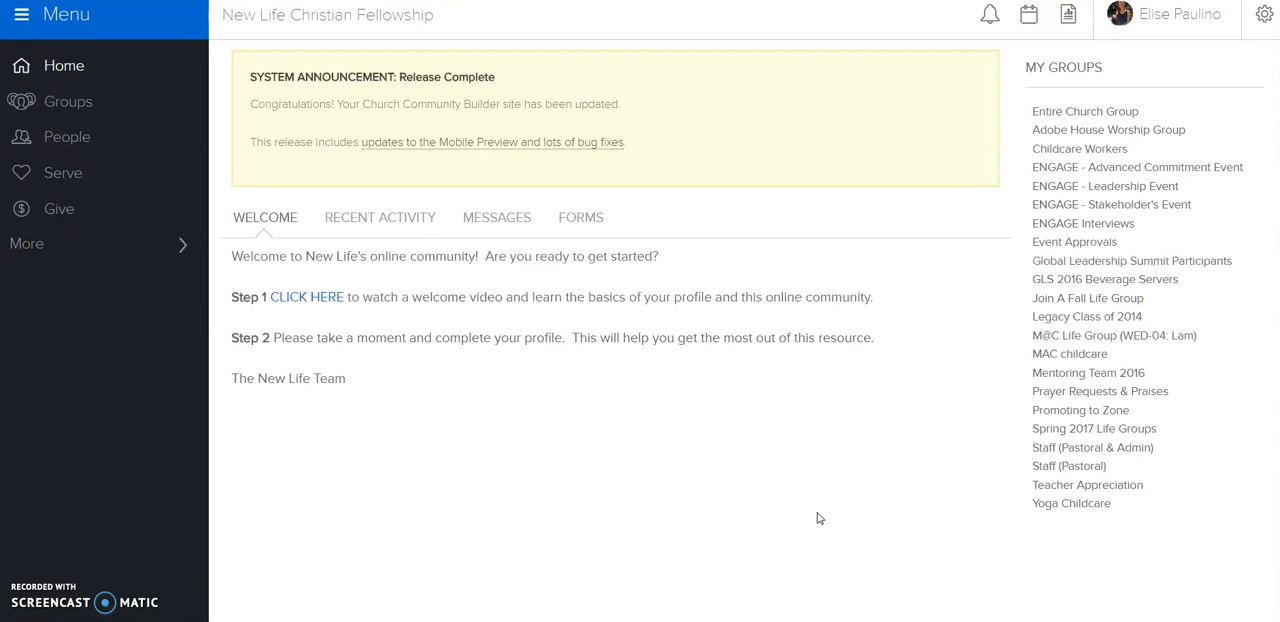 Menu
New Life Christian Fellowship
Elise Paulino
Home
Groups
People
Serve
Give
More
SYSTEM ANNOUNCEMENT: Release Complete
Congratulations! Your Church Community Builder site has been updated.
This release includes updates to the Mobile Preview and lots of bug fixes.
WELCOME RECENT ACTIVITY MESSAGES FORMS
Welcome to New Life's online community! Are you ready to get started?
Step 1 CLICK HERE to watch a welcome video and learn the basics of your profile and this online community.
Step 2 Please take a moment and complete your profile. This will help you get the most out of this resource.
The New Life Team
MY GROUPS
Entire Church Group
Adobe House Worship Group
Childcare Workers
ENGAGE - Advanced Commitment Event
ENGAGE - Leadership Event
ENGAGE - Stakeholder's Event
ENGAGE Interviews
Event Approvals
Global Leadership Summit Participants
GLS 2016 Beverage Servers
Join A Fall Life Group
Legacy Class of 2014
M@C Life Group (WED-04: Lam)
MAC childcare
Mentoring Team 2016
Prayer Requests & Praises
Promoting to Zone
Spring 2017 Life Groups
Staff (Pastoral & Admin)
Staff (Pastoral)
Teacher Appreciation
Yoga Childcare
RECORDED WITH
SCREENCAST MATIC